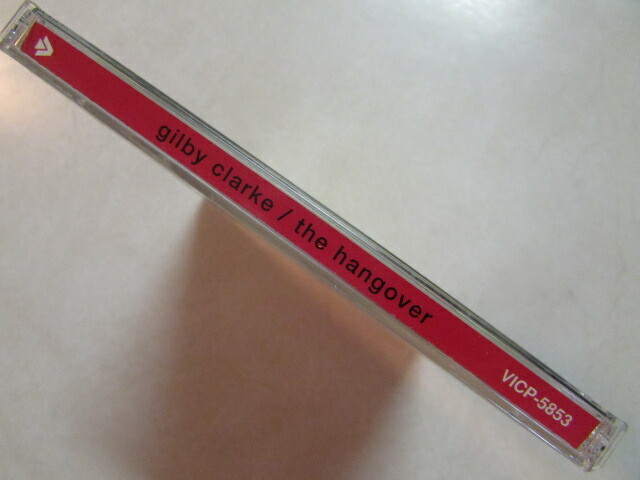 gilby clarke / the hangover
VICP-5853